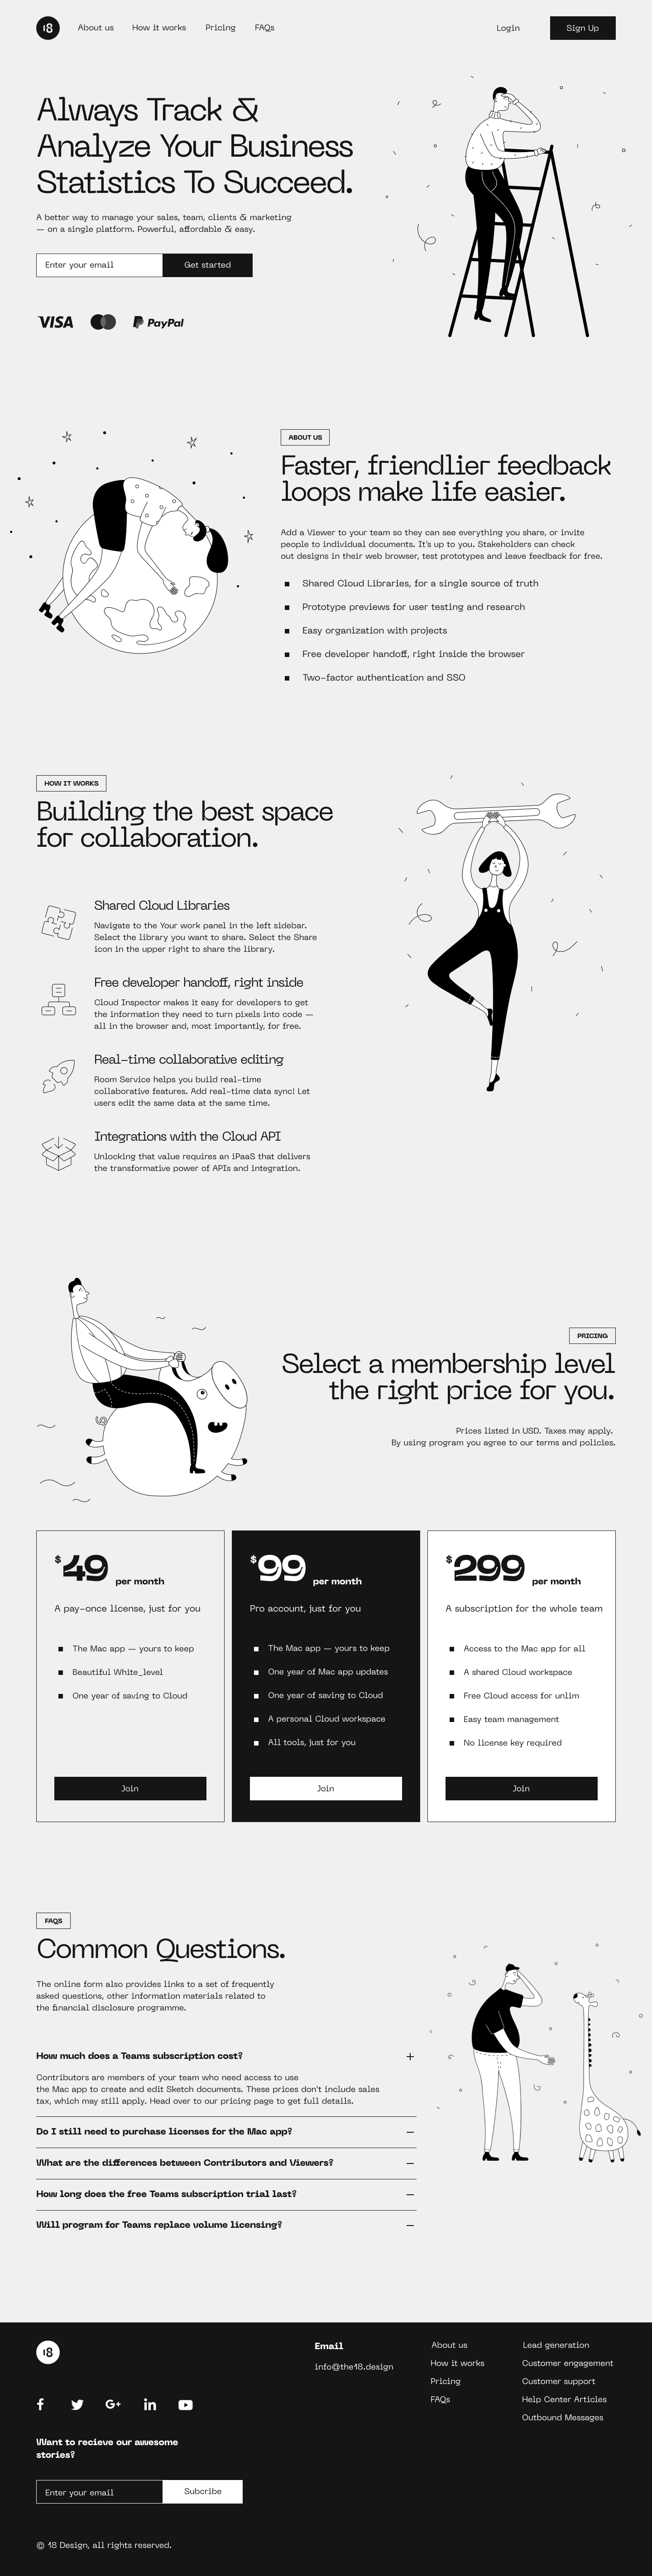 18 About us How it works Pricing FAQs Login Sign Up
Always Track &
Analyze Your Business
Statistics To Succeed.
A better way to manage your sales, team, clients & marketing
— on a single platform. Powerful, affordable & easy.
Enter your email Get started
VISA PayPal
ABOUT US
Faster, friendlier feedback
loops make life easier.
Add a Viewer to your team so they can see everything you share, or invite
people to individual documents. It's up to you. Stakeholders can check
out designs in their web browser, test prototypes and leave feedback for free.
Shared Cloud Libraries, for a single source of truth
Prototype previews for user testing and research
Easy organization with projects
Free developer handoff, right inside the browser
Two-factor authentication and SSO
HOW IT WORKS
Building the best space
for collaboration.
Shared Cloud Libraries
Navigate to the Your work panel in the left sidebar.
Select the library you want to share. Select the Share
icon in the upper right to share the library.
Free developer handoff, right inside
Cloud Inspector makes it easy for developers to get
the information they need to turn pixels into code —
all in the browser and, most importantly, for free.
Real-time collaborative editing
Room Service helps you build real-time
collaborative features. Add real-time data sync! Let
users edit the same data at the same time.
Integrations with the Cloud API
Unlocking that value requires an iPaaS that delivers
the transformative power of APIs and integration.
PRICING
Select a membership level
the right price for you.
Prices listed in USD. Taxes may apply.
By using program you agree to our terms and policies.
$49 per month
A pay-once license, just for you
The Mac app — yours to keep
Beautiful White_level
One year of saving to Cloud
Join
$99 per month
Pro account, just for you
The Mac app — yours to keep
One year of Mac app updates
One year of saving to Cloud
A personal Cloud workspace
All tools, just for you
Join
$299 per month
A subscription for the whole team
Access to the Mac app for all
A shared Cloud workspace
Free Cloud access for unlim
Easy team management
No license key required
Join
FAQS
Common Questions.
The online form also provides links to a set of frequently
asked questions, other information materials related to
the financial disclosure programme.
How much does a Teams subscription cost? +
Contributors are members of your team who need access to use
the Mac app to create and edit Sketch documents. These prices don't include sales
tax, which may still apply. Head over to our pricing page to get full details.
Do I still need to purchase licenses for the Mac app? —
What are the differences between Contributors and Viewers? —
How long does the free Teams subscription trial last? —
Will program for Teams replace volume licensing? —
18
f G+ in
Want to recieve our awesome
stories?
Enter your email Subcribe
© 18 Design, all rights reserved.
Email
info@the18.design
About us
How it works
Pricing
FAQs
Lead generation
Customer engagement
Customer support
Help Center Articles
Outbound Messages